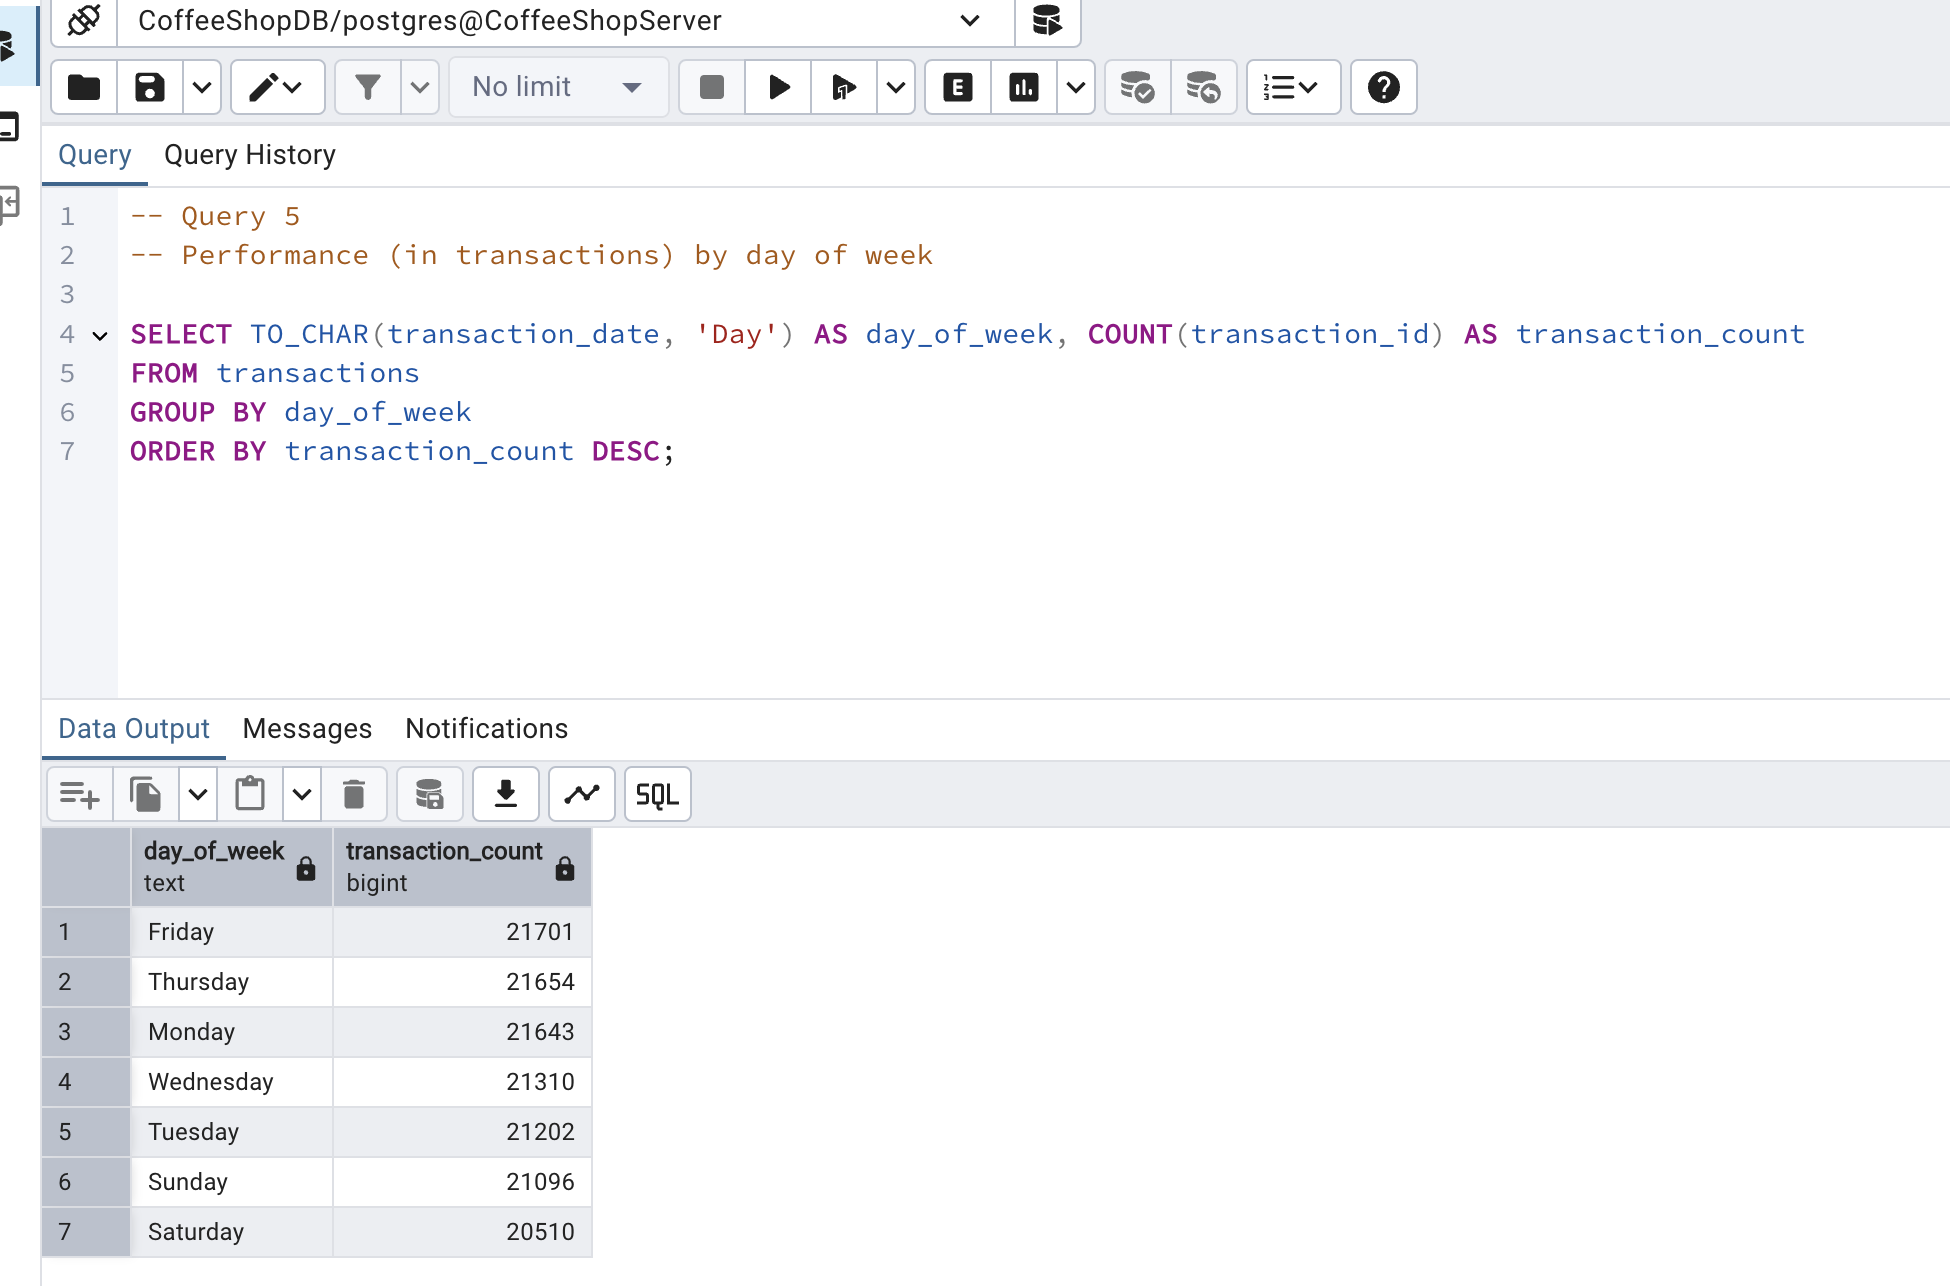 CoffeeShopDB/postgres@CoffeeShopServer
No limit
Query Query History
1 -- Query 5
2 -- Performance (in transactions) by day of week
3
4 SELECT TO_CHAR(transaction_date, 'Day') AS day_of_week, COUNT(transaction_id) AS transaction_count
5 FROM transactions
6 GROUP BY day_of_week
7 ORDER BY transaction_count DESC;
Data Output Messages Notifications
SQL
day_of_week transaction_count
text bigint
1 Friday 21701
2 Thursday 21654
3 Monday 21643
4 Wednesday 21310
5 Tuesday 21202
6 Sunday 21096
7 Saturday 20510